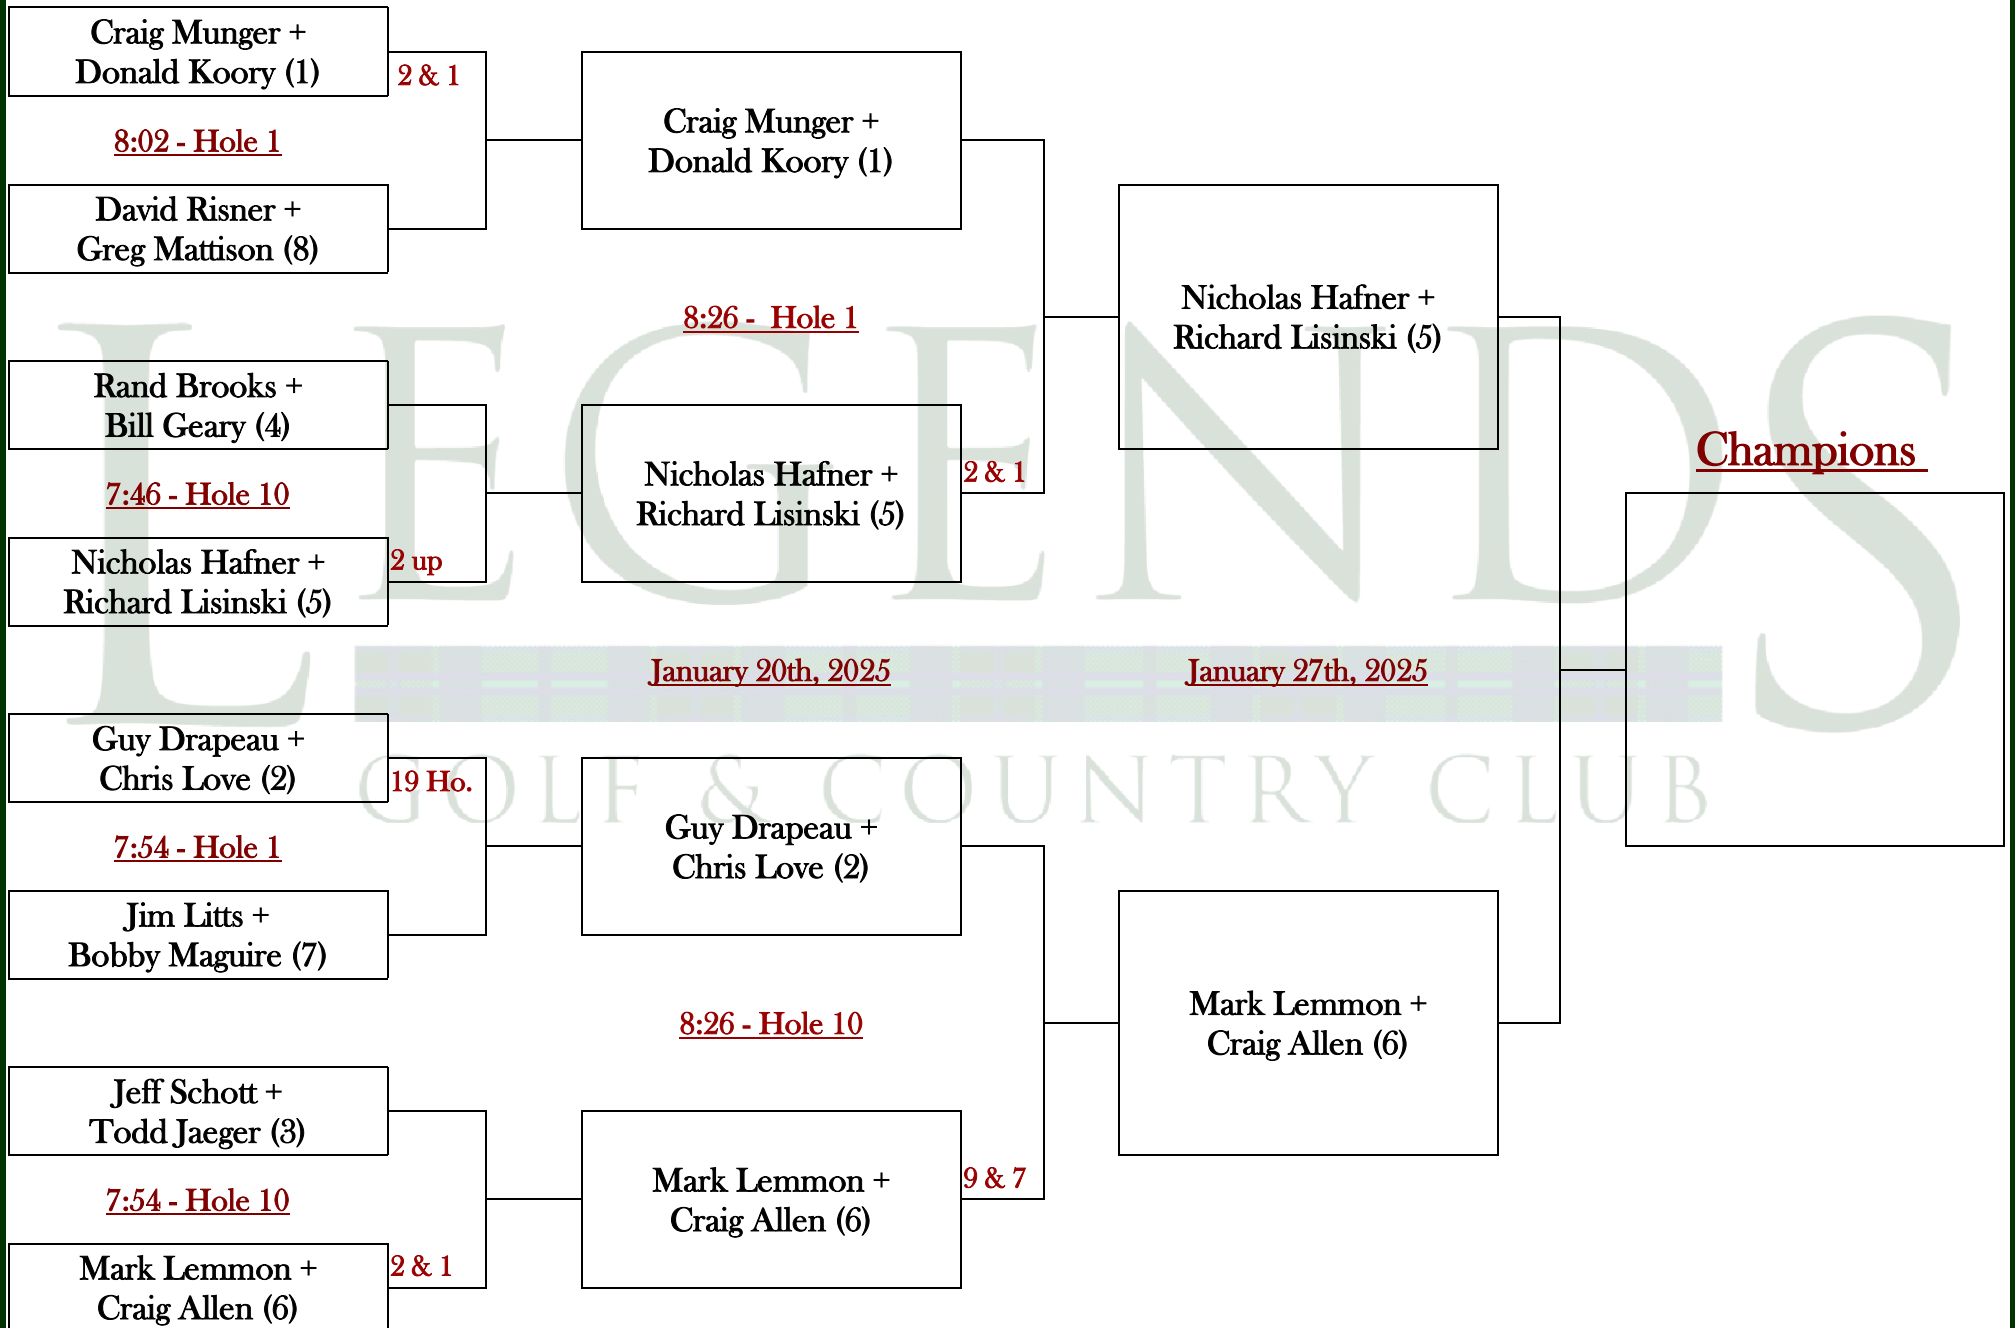 Craig Munger +
Donald Koory (1)
2 & 1
8:02 - Hole 1
David Risner +
Greg Mattison (8)
Rand Brooks +
Bill Geary (4)
7:46 - Hole 10
Nicholas Hafner +
Richard Lisinski (5)
2 up
Guy Drapeau +
Chris Love (2)
19 Ho.
7:54 - Hole 1
Jim Litts +
Bobby Maguire (7)
Jeff Schott +
Todd Jaeger (3)
7:54 - Hole 10
Mark Lemmon +
Craig Allen (6)
2 & 1
Craig Munger +
Donald Koory (1)
8:26 -  Hole 1
Nicholas Hafner +
Richard Lisinski (5)
2 & 1
January 20th, 2025
Guy Drapeau +
Chris Love (2)
8:26 - Hole 10
Mark Lemmon +
Craig Allen (6)
9 & 7
Nicholas Hafner +
Richard Lisinski (5)
January 27th, 2025
Mark Lemmon +
Craig Allen (6)
Champions
LEGENDS
GOLF & COUNTRY CLUB